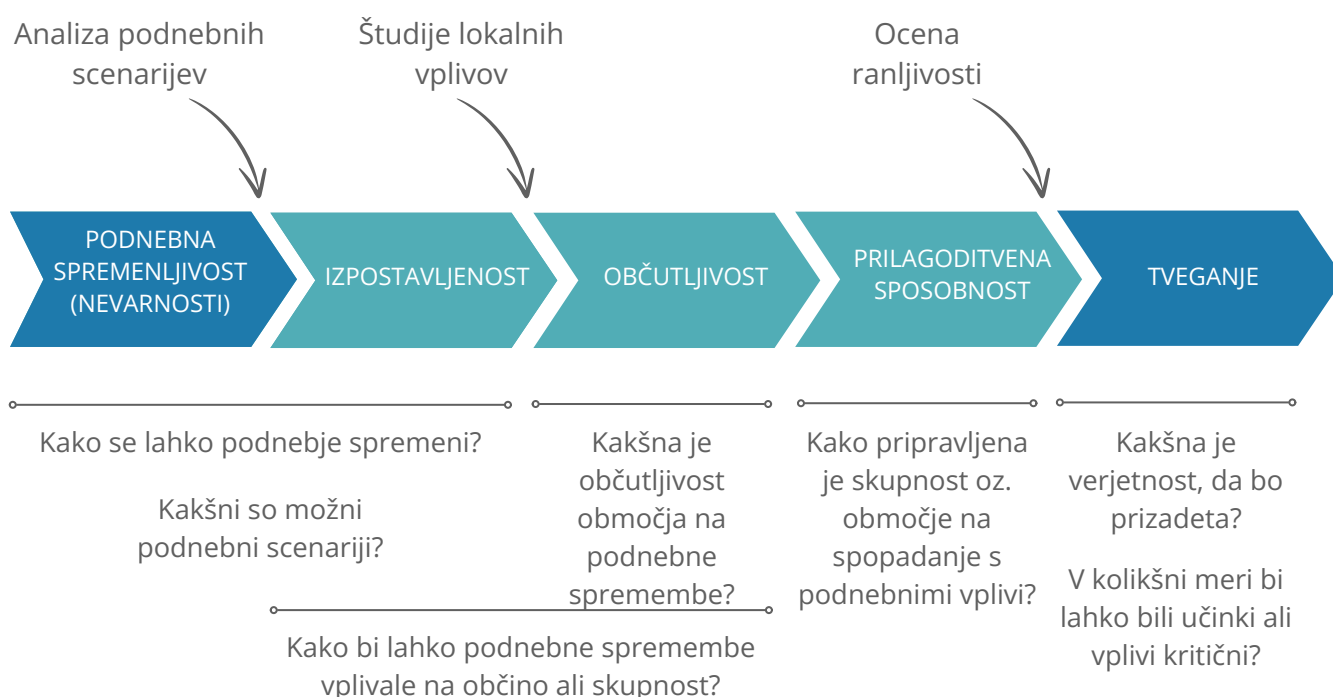 Analiza podnebnih
scenarijev
Študije lokalnih
vplivov
Ocena
ranljivosti
PODNEBNA
SPREMENLJIVOST
(NEVARNOSTI)
IZPOSTAVLJENOST
OBČUTLJIVOST
PRILAGODITVENA
SPOSOBNOST
TVEGANJE
Kako se lahko podnebje spremeni?
Kakšni so možni
podnebni scenariji?
Kakšna je
občutljivost
območja na
podnebne
spremembe?
Kako bi lahko podnebne spremembe
vplivale na občino ali skupnost?
Kako pripravljena
je skupnost oz.
območje na
spopadanje s
podnebnimi vplivi?
Kakšna je
verjetnost, da bo
prizadeta?
V kolikšni meri bi
lahko bili učinki ali
vplivi kritični?